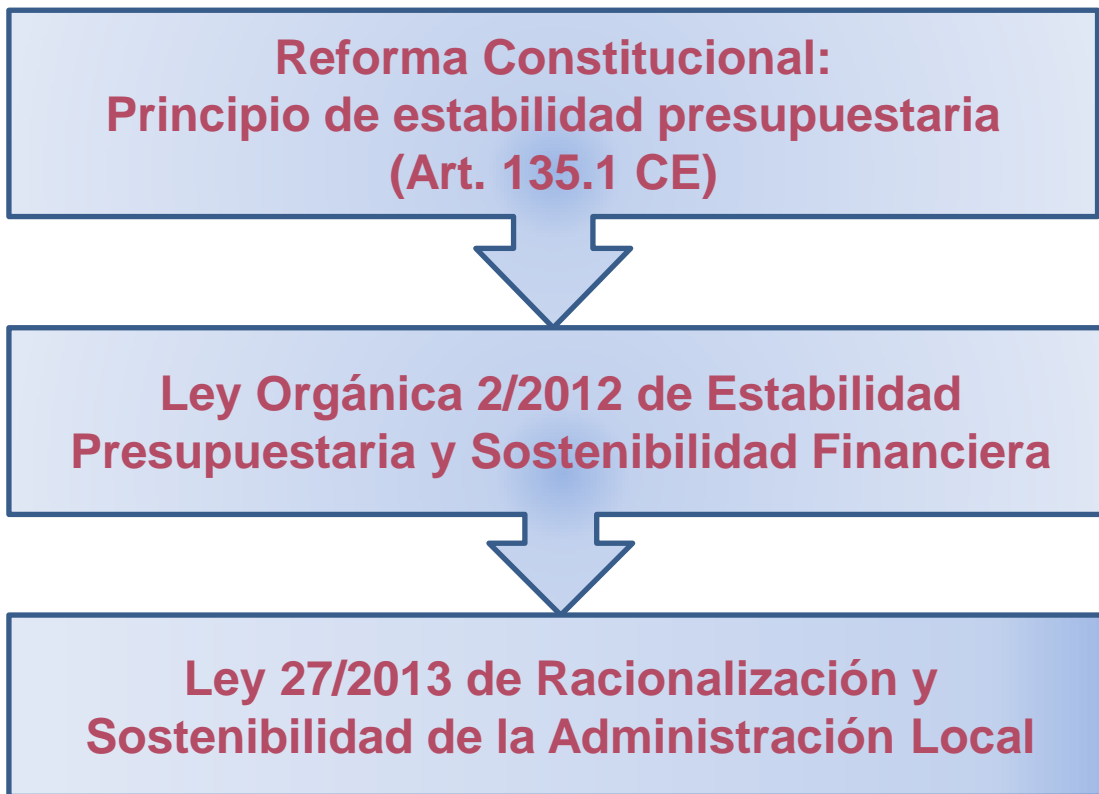 Reforma Constitucional:
Principio de estabilidad presupuestaria
(Art. 135.1 CE)
Ley Orgánica 2/2012 de Estabilidad
Presupuestaria y Sostenibilidad Financiera
Ley 27/2013 de Racionalización y
Sostenibilidad de la Administración Local